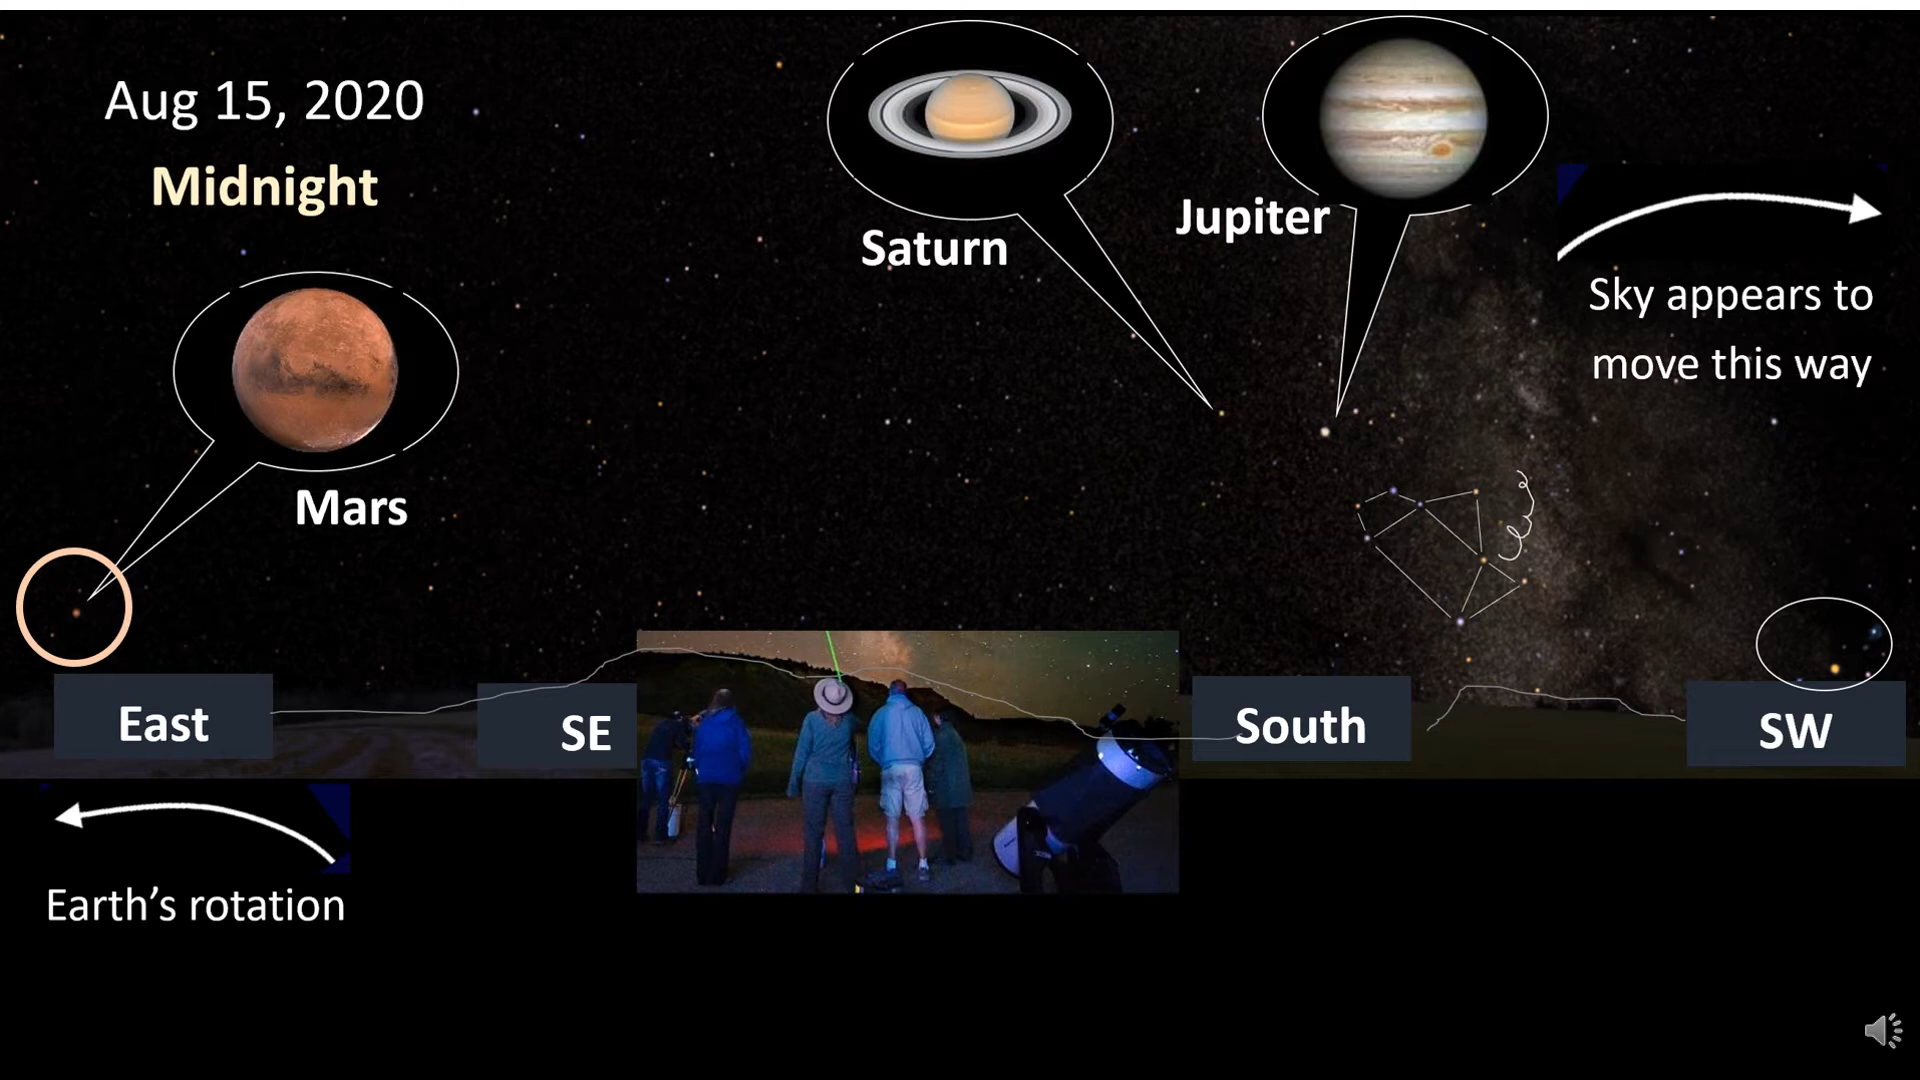 Aug 15, 2020
Midnight
Saturn
Jupiter
Sky appears to
move this way
Mars
East
SE
South
SW
Earth’s rotation